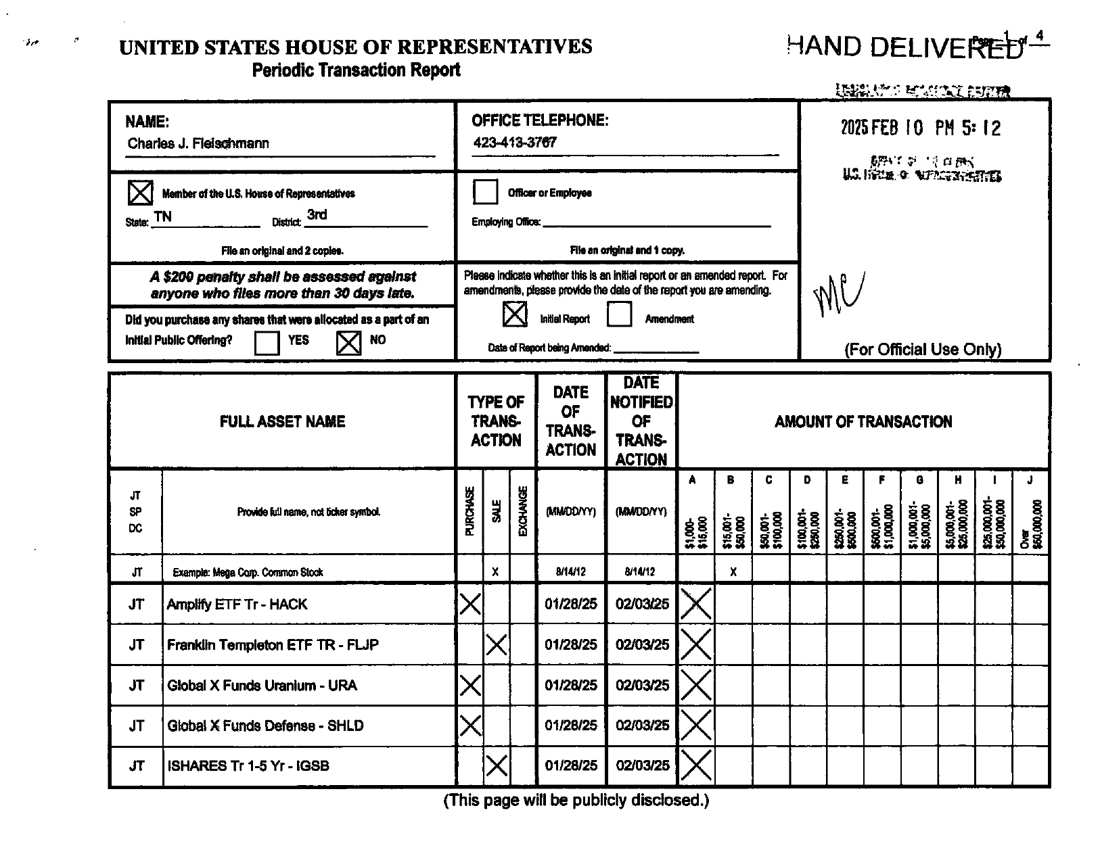 UNITED STATES HOUSE OF REPRESENTATIVES
Periodic Transaction Report
HAND DELIVERED
Page 1 of 4
NAME:
Charles J. Fleischmann
OFFICE TELEPHONE:
423-413-3767
2025 FEB 10 PM 5:12
U.S. HOUSE OF REPRESENTATIVES
Member of the U.S. House of Representatives
State: TN District: 3rd
File an original and 2 copies.
Officer or Employee
Employing Office:
File an original and 1 copy.
A $200 penalty shall be assessed against
anyone who files more than 30 days late.
Please indicate whether this is an initial report or an amended report. For
amendments, please provide the date of the report you are amending.
Initial Report Amendment
Date of Report being Amended:
Did you purchase any shares that were allocated as a part of an
Initial Public Offering? YES NO
MC
(For Official Use Only)
FULL ASSET NAME
TYPE OF
TRANS-
ACTION
DATE
OF
TRANS-
ACTION
DATE
NOTIFIED
OF
TRANS-
ACTION
AMOUNT OF TRANSACTION
JT
SP
DC
Provide full name, not ticker symbol.
PURCHASE
SALE
EXCHANGE
(MM/DD/YY)
(MM/DD/YY)
A
$1,000-
$15,000
B
$15,001-
$50,000
C
$50,001-
$100,000
D
$100,001-
$250,000
E
$250,001-
$500,000
F
$500,001-
$1,000,000
G
$1,000,001-
$5,000,000
H
$5,000,001-
$25,000,000
I
$25,000,001-
$50,000,000
J
Over
$50,000,000
JT Example: Mega Corp. Common Stock X 8/14/12 8/14/12 X
JT Amplify ETF Tr - HACK X 01/28/25 02/03/25 X
JT Franklin Templeton ETF TR - FLJP X 01/28/25 02/03/25 X
JT Global X Funds Uranium - URA X 01/28/25 02/03/25 X
JT Global X Funds Defense - SHLD X 01/28/25 02/03/25 X
JT ISHARES Tr 1-5 Yr - IGSB X 01/28/25 02/03/25 X
(This page will be publicly disclosed.)